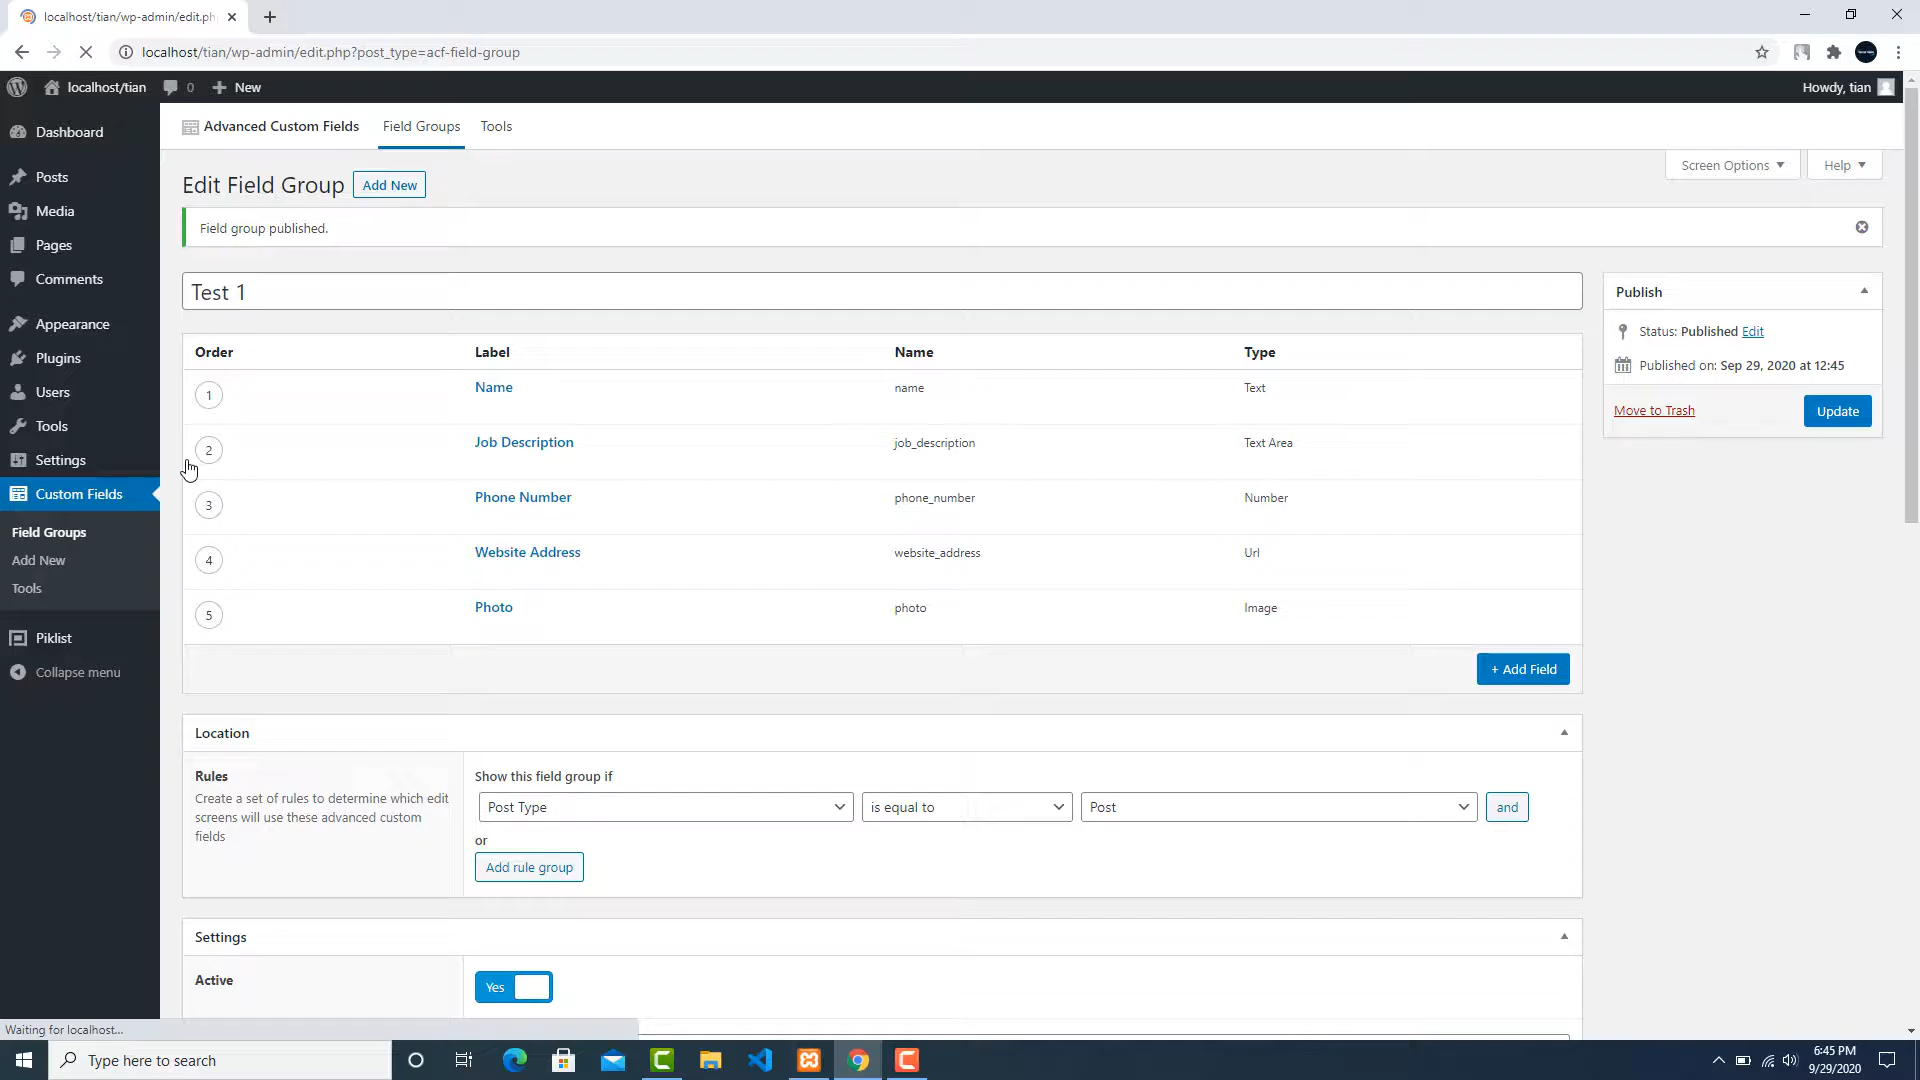 localhost/tian/wp-admin/edit.ph
localhost/tian/wp-admin/edit.php?post_type=acf-field-group
localhost/tian
0
New
Howdy, tian
Dashboard
Posts
Media
Pages
Comments
Appearance
Plugins
Users
Tools
Settings
Custom Fields
Field Groups
Add New
Tools
Piklist
Collapse menu
Advanced Custom Fields
Field Groups
Tools
Screen Options
Help
Edit Field Group
Add New
Field group published.
Test 1
Order Label Name Type
1 Name name Text
2 Job Description job_description Text Area
3 Phone Number phone_number Number
4 Website Address website_address Url
5 Photo photo Image
+ Add Field
Publish
Status: Published Edit
Published on: Sep 29, 2020 at 12:45
Move to Trash
Update
Location
Rules
Create a set of rules to determine which edit
screens will use these advanced custom
fields
Show this field group if
Post Type is equal to Post and
or
Add rule group
Settings
Active
Yes
Waiting for localhost...
Type here to search
6:45 PM
9/29/2020